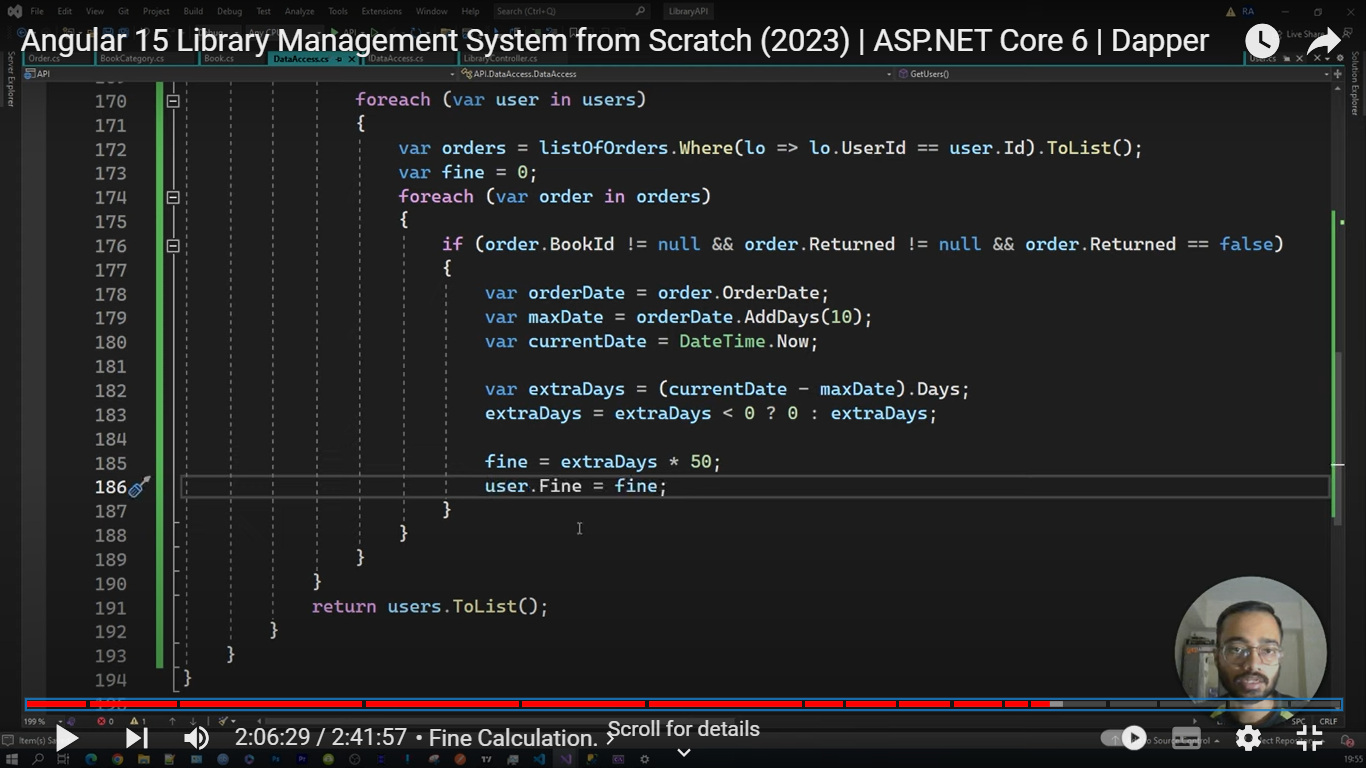 File Edit View Git Project Build Debug Test Analyze Tools Extensions Window Help Search (Ctrl+Q) LibraryAPI RA
Angular 15 Library Management System from Scratch (2023) | ASP.NET Core 6 | Dapper
Live Share
Order.cs BookCategory.cs Book.cs DataAccess.cs IDataAccess.cs LibraryController.cs User.cs
API API.DataAccess.DataAccess GetUsers()
Server Explorer
Solution Explorer
170 foreach (var user in users)
171 {
172 var orders = listOfOrders.Where(lo => lo.UserId == user.Id).ToList();
173 var fine = 0;
174 foreach (var order in orders)
175 {
176 if (order.BookId != null && order.Returned != null && order.Returned == false)
177 {
178 var orderDate = order.OrderDate;
179 var maxDate = orderDate.AddDays(10);
180 var currentDate = DateTime.Now;
181
182 var extraDays = (currentDate - maxDate).Days;
183 extraDays = extraDays < 0 ? 0 : extraDays;
184
185 fine = extraDays * 50;
186 user.Fine = fine;
187 }
188 }
189 }
190 }
191 return users.ToList();
192 }
193 }
194 }
199 % 0 1 SPC CRLF
2:06:29 / 2:41:57 • Fine Calculation. Scroll for details
19:55